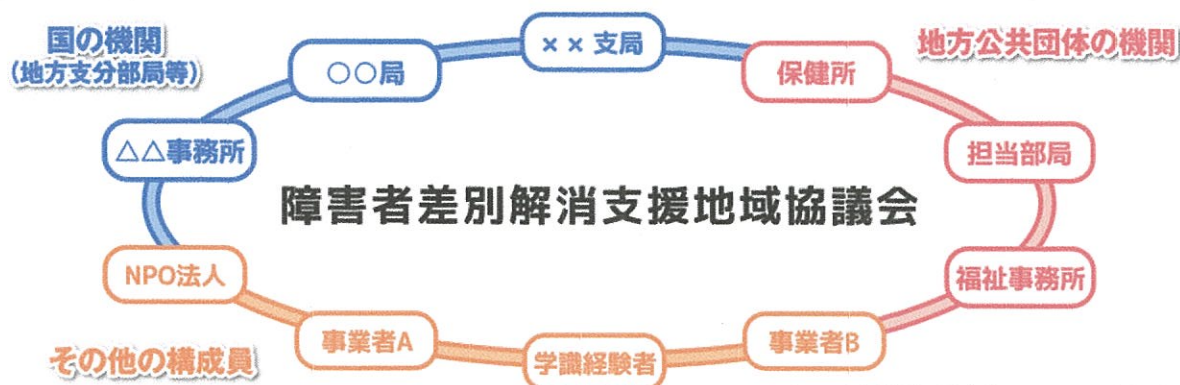 国の機関
(地方支分部局等)
○○局
××支局
保健所
地方公共団体の機関
△△事務所
担当部局
障害者差別解消支援地域協議会
NPO法人
福祉事務所
事業者A
学識経験者
事業者B
その他の構成員